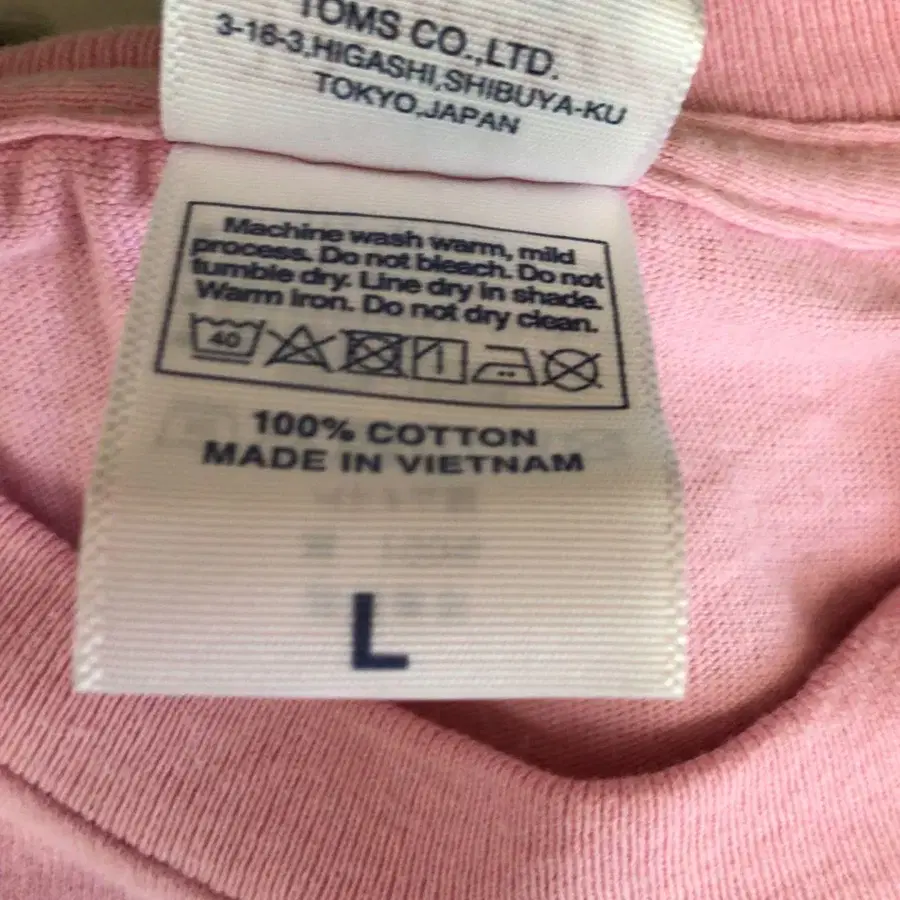 TOMS CO.,LTD.
3-16-3,HIGASHI,SHIBUYA-KU
TOKYO,JAPAN
Machine wash warm, mild
process. Do not bleach. Do not
tumble dry. Line dry in shade.
Warm iron. Do not dry clean.
40
100% COTTON
MADE IN VIETNAM
L